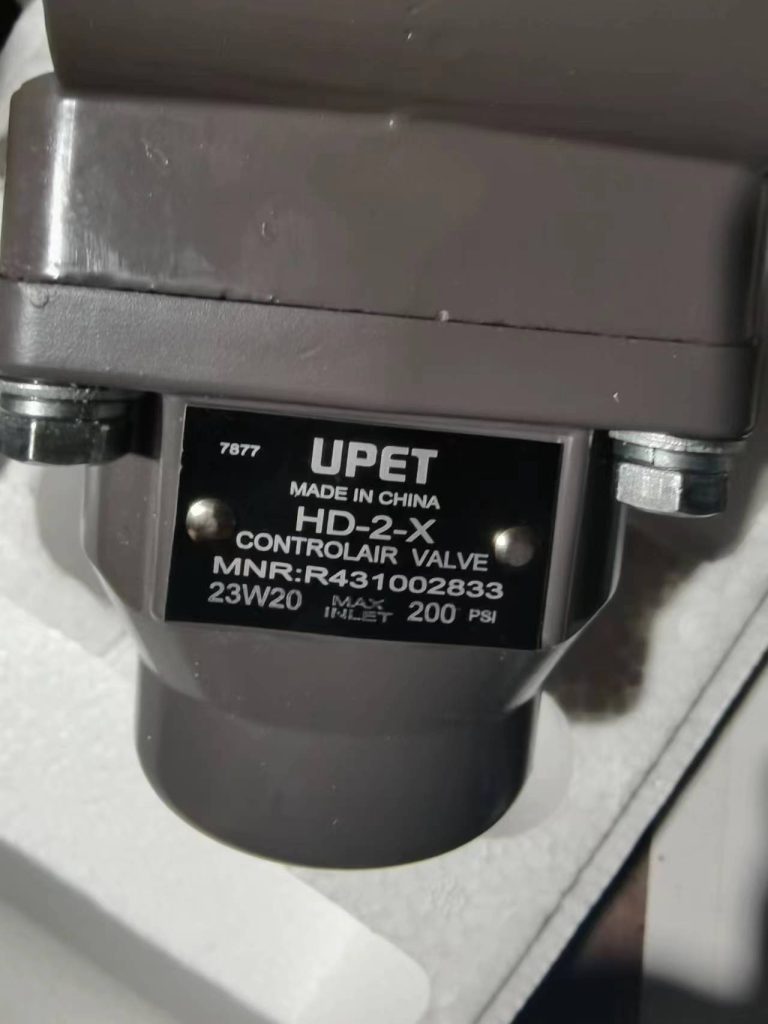 7877
UPET
MADE IN CHINA
HD-2-X
CONTROLAIR VALVE
MNR:R431002833
23W20 MAX INLET 200 PSI